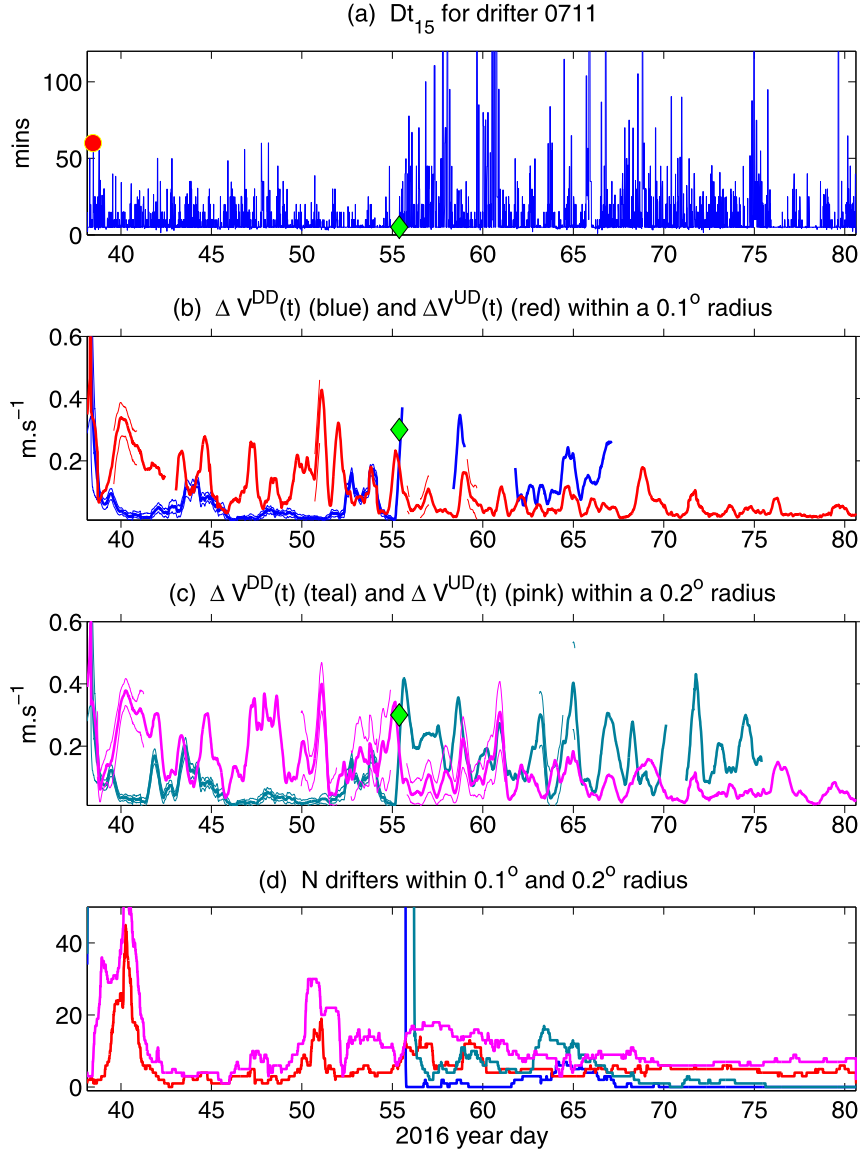 (a) Dt15 for drifter 0711
100
50
0
mins
40 45 50 55 60 65 70 75 80
(b) Δ V^DD(t) (blue) and ΔV^UD(t) (red) within a 0.1° radius
0.6
0.4
0.2
m.s⁻¹
40 45 50 55 60 65 70 75 80
(c) Δ V^DD(t) (teal) and Δ V^UD(t) (pink) within a 0.2° radius
0.6
0.4
0.2
m.s⁻¹
40 45 50 55 60 65 70 75 80
(d) N drifters within 0.1° and 0.2° radius
40
20
0
40 45 50 55 60 65 70 75 80
2016 year day